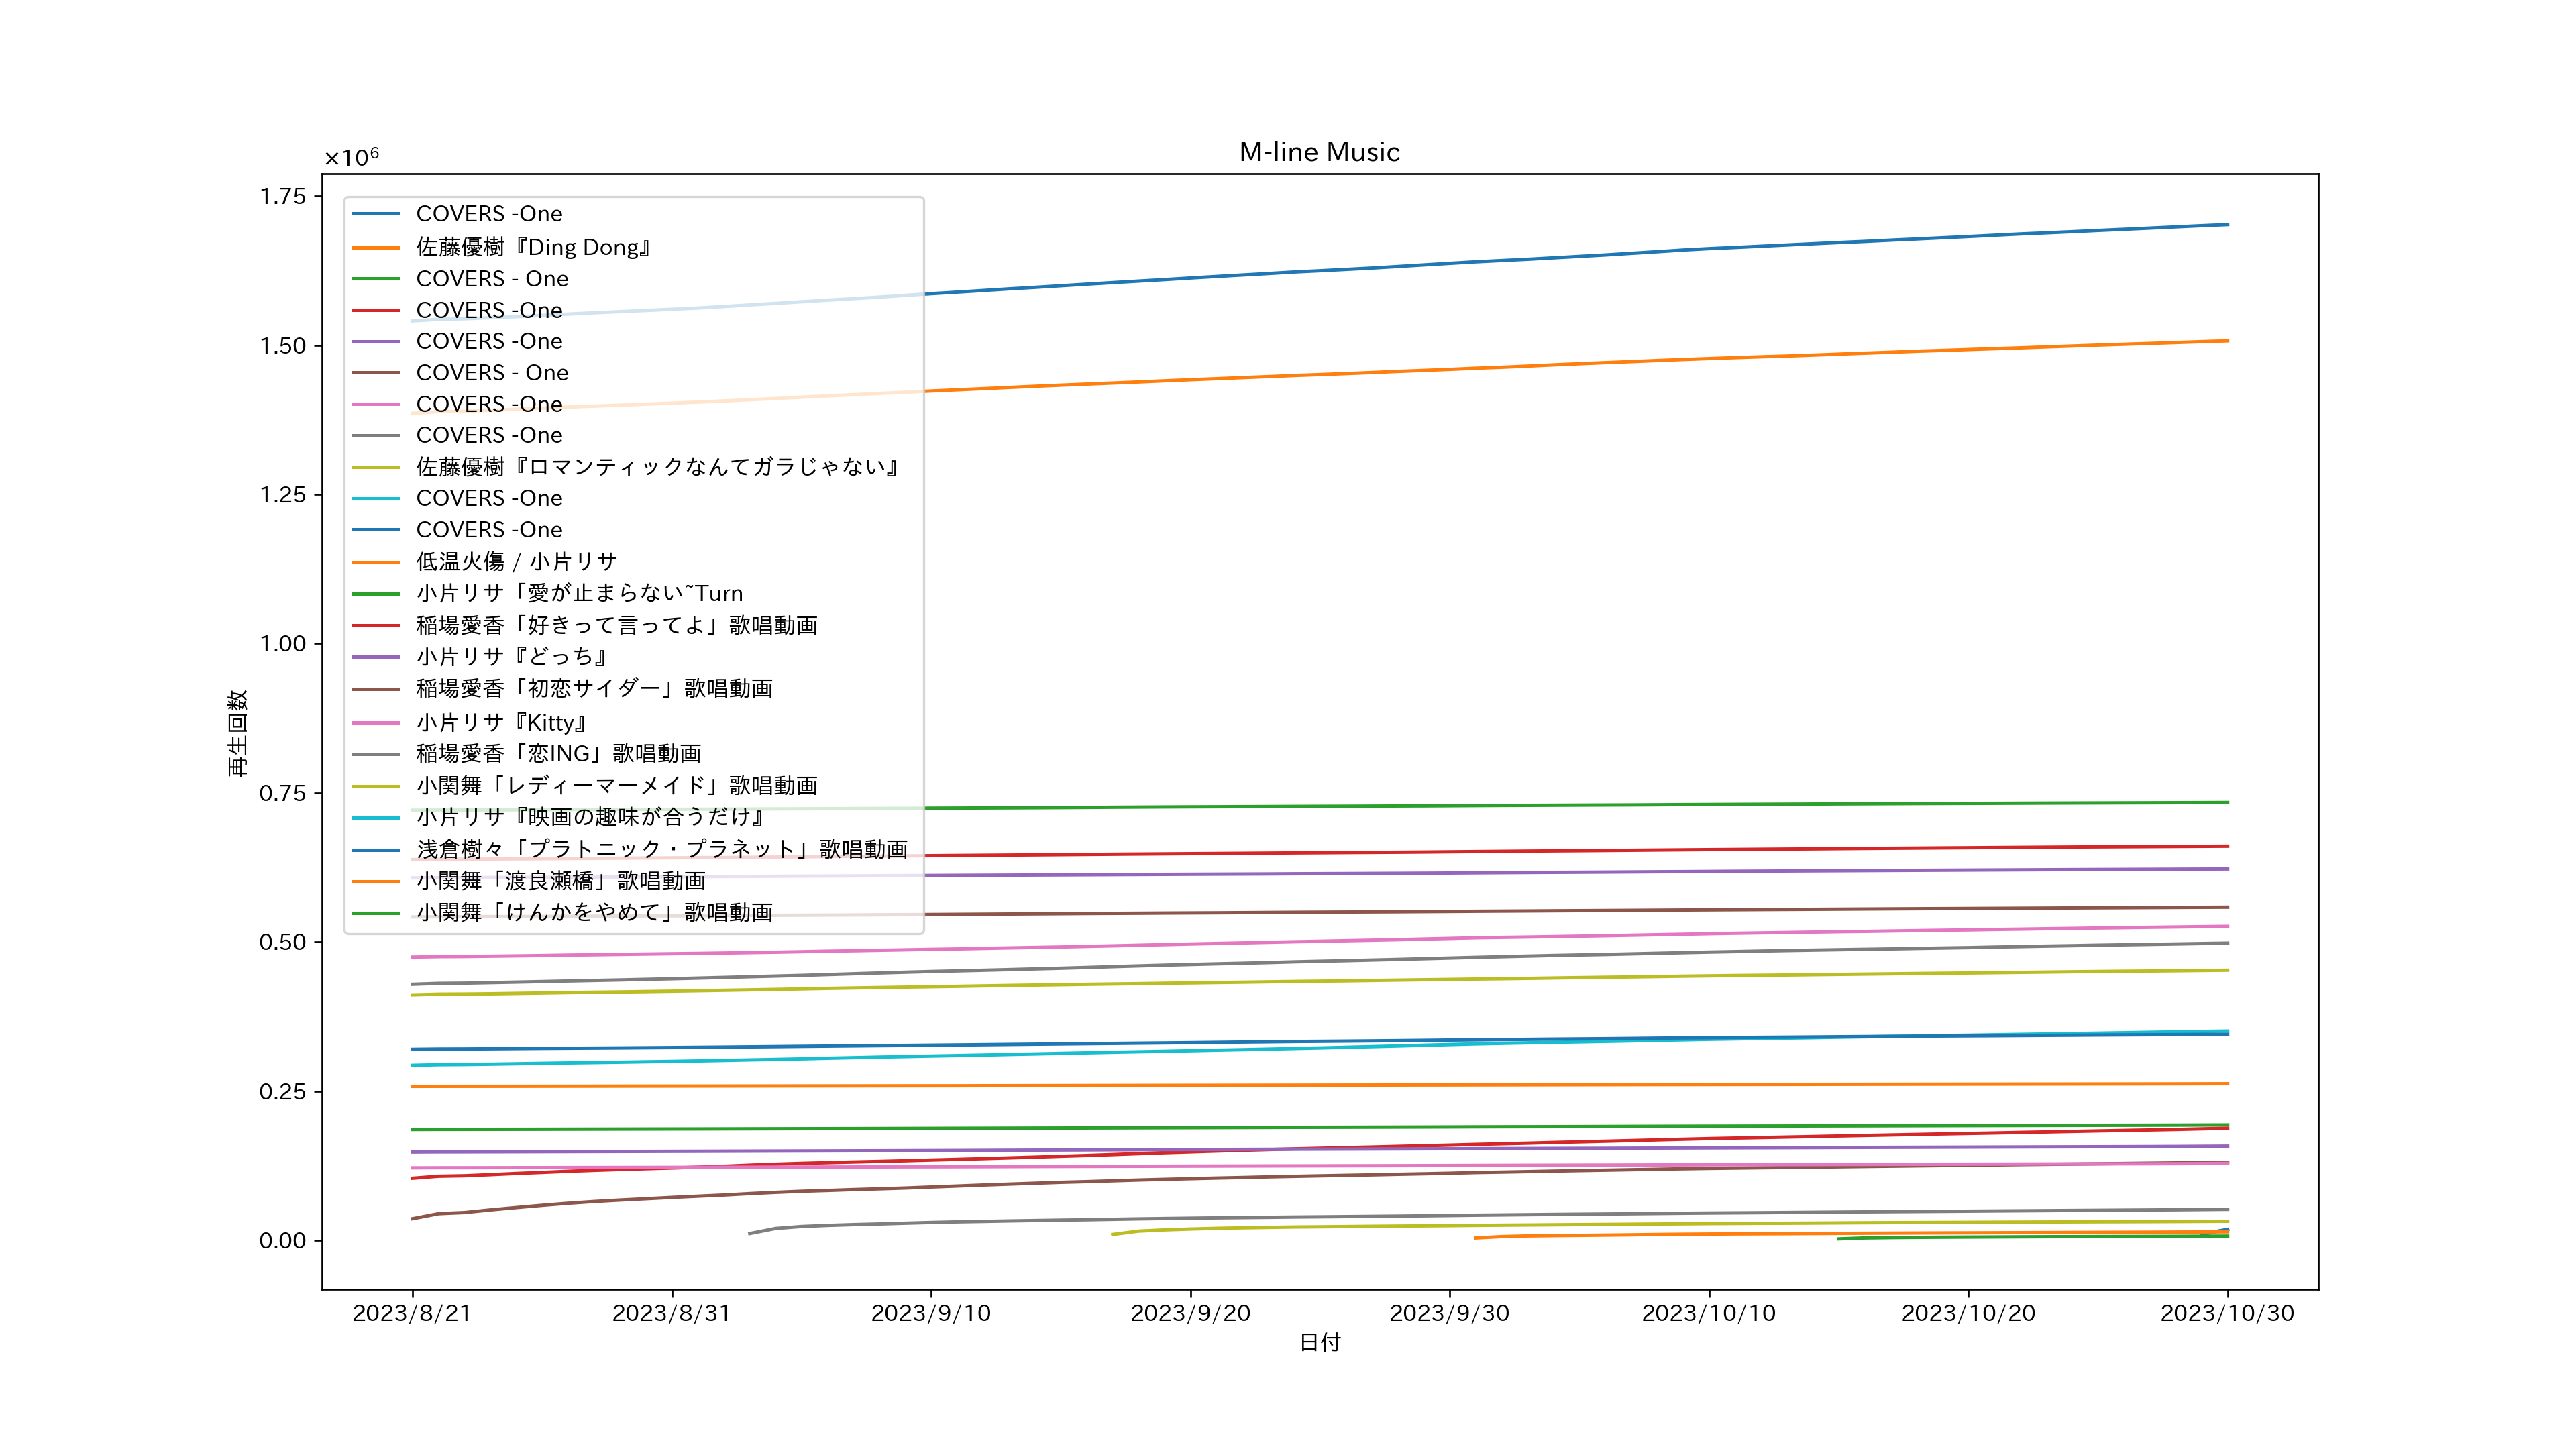 M-line Music
×10⁶
1.75
1.50
1.25
1.00
0.75
0.50
0.25
0.00
再生回数
COVERS -One
佐藤優樹『Ding Dong』
COVERS - One
COVERS -One
COVERS -One
COVERS - One
COVERS -One
COVERS -One
佐藤優樹『ロマンティックなんてガラじゃない』
COVERS -One
COVERS -One
低温火傷 / 小片リサ
小片リサ「愛が止まらない~Turn
稲場愛香「好きって言ってよ」歌唱動画
小片リサ『どっち』
稲場愛香「初恋サイダー」歌唱動画
小片リサ『Kitty』
稲場愛香「恋ING」歌唱動画
小関舞「レディーマーメイド」歌唱動画
小片リサ『映画の趣味が合うだけ』
浅倉樹々「プラトニック・プラネット」歌唱動画
小関舞「渡良瀬橋」歌唱動画
小関舞「けんかをやめて」歌唱動画
2023/8/21
2023/8/31
2023/9/10
2023/9/20
2023/9/30
2023/10/10
2023/10/20
2023/10/30
日付